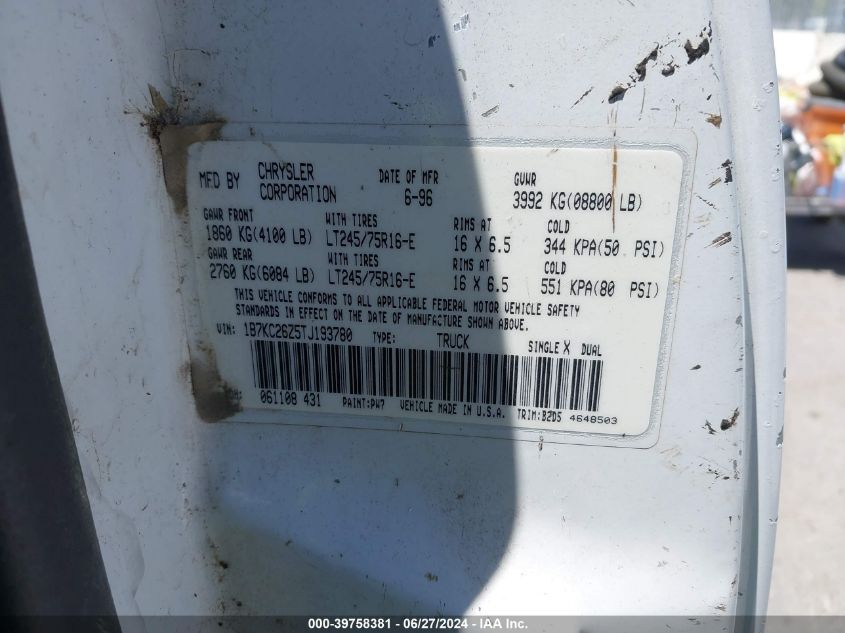 MFD BY CHRYSLER CORPORATION DATE OF MFR 6-96 GVWR 3992 KG(08800 LB)
GAWR FRONT WITH TIRES RIMS AT COLD
1860 KG(4100 LB) LT245/75R16-E 16 X 6.5 344 KPA(50 PSI)
GAWR REAR WITH TIRES RIMS AT COLD
2760 KG(6084 LB) LT245/75R16-E 16 X 6.5 551 KPA(80 PSI)
THIS VEHICLE CONFORMS TO ALL APPLICABLE FEDERAL MOTOR VEHICLE SAFETY
STANDARDS IN EFFECT ON THE DATE OF MANUFACTURE SHOWN ABOVE.
VIN: 1B7KC26Z5TJ193780 TYPE: TRUCK SINGLE X DUAL
061108 431 PAINT:PW7 VEHICLE MADE IN U.S.A. TRIM:B2D5 4648503
000-39758381 - 06/27/2024 - IAA Inc.